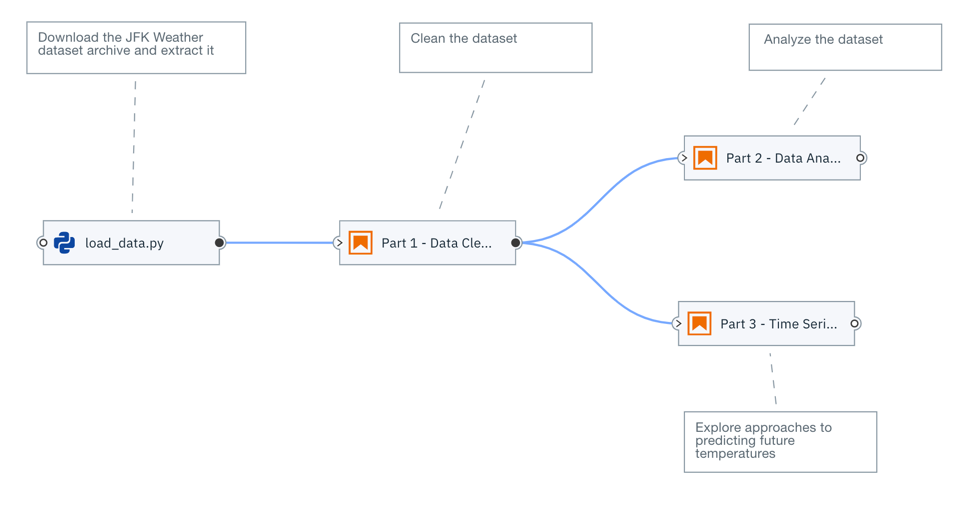 Download the JFK Weather
dataset archive and extract it
Clean the dataset
Analyze the dataset
Part 2 - Data Ana...
load_data.py
Part 1 - Data Cle...
Part 3 - Time Seri...
Explore approaches to
predicting future
temperatures